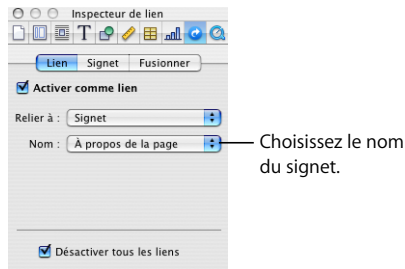 Inspecteur de lien
T
Lien Signet Fusionner
Activer comme lien
Relier à : Signet
Nom : À propos de la page
Choisissez le nom
du signet.
Désactiver tous les liens